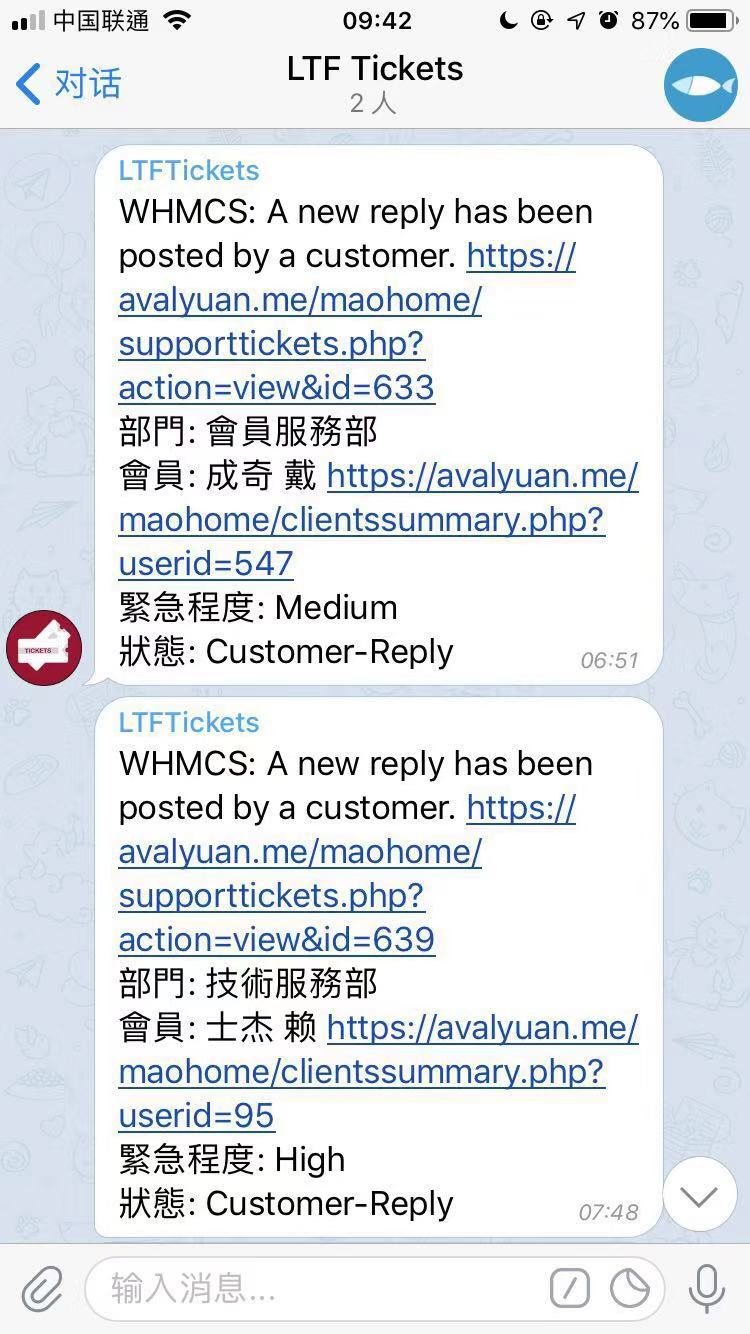 中国联通
09:42
87%
对话
LTF Tickets
2 人
LTFTickets
WHMCS: A new reply has been
posted by a customer. https://
avalyuan.me/maohome/
supporttickets.php?
action=view&id=633
部門: 會員服務部
會員: 成奇 戴 https://avalyuan.me/
maohome/clientssummary.php?
userid=547
緊急程度: Medium
狀態: Customer-Reply
06:51
TICKETS
LTFTickets
WHMCS: A new reply has been
posted by a customer. https://
avalyuan.me/maohome/
supporttickets.php?
action=view&id=639
部門: 技術服務部
會員: 士杰 赖 https://avalyuan.me/
maohome/clientssummary.php?
userid=95
緊急程度: High
狀態: Customer-Reply
07:48
输入消息...